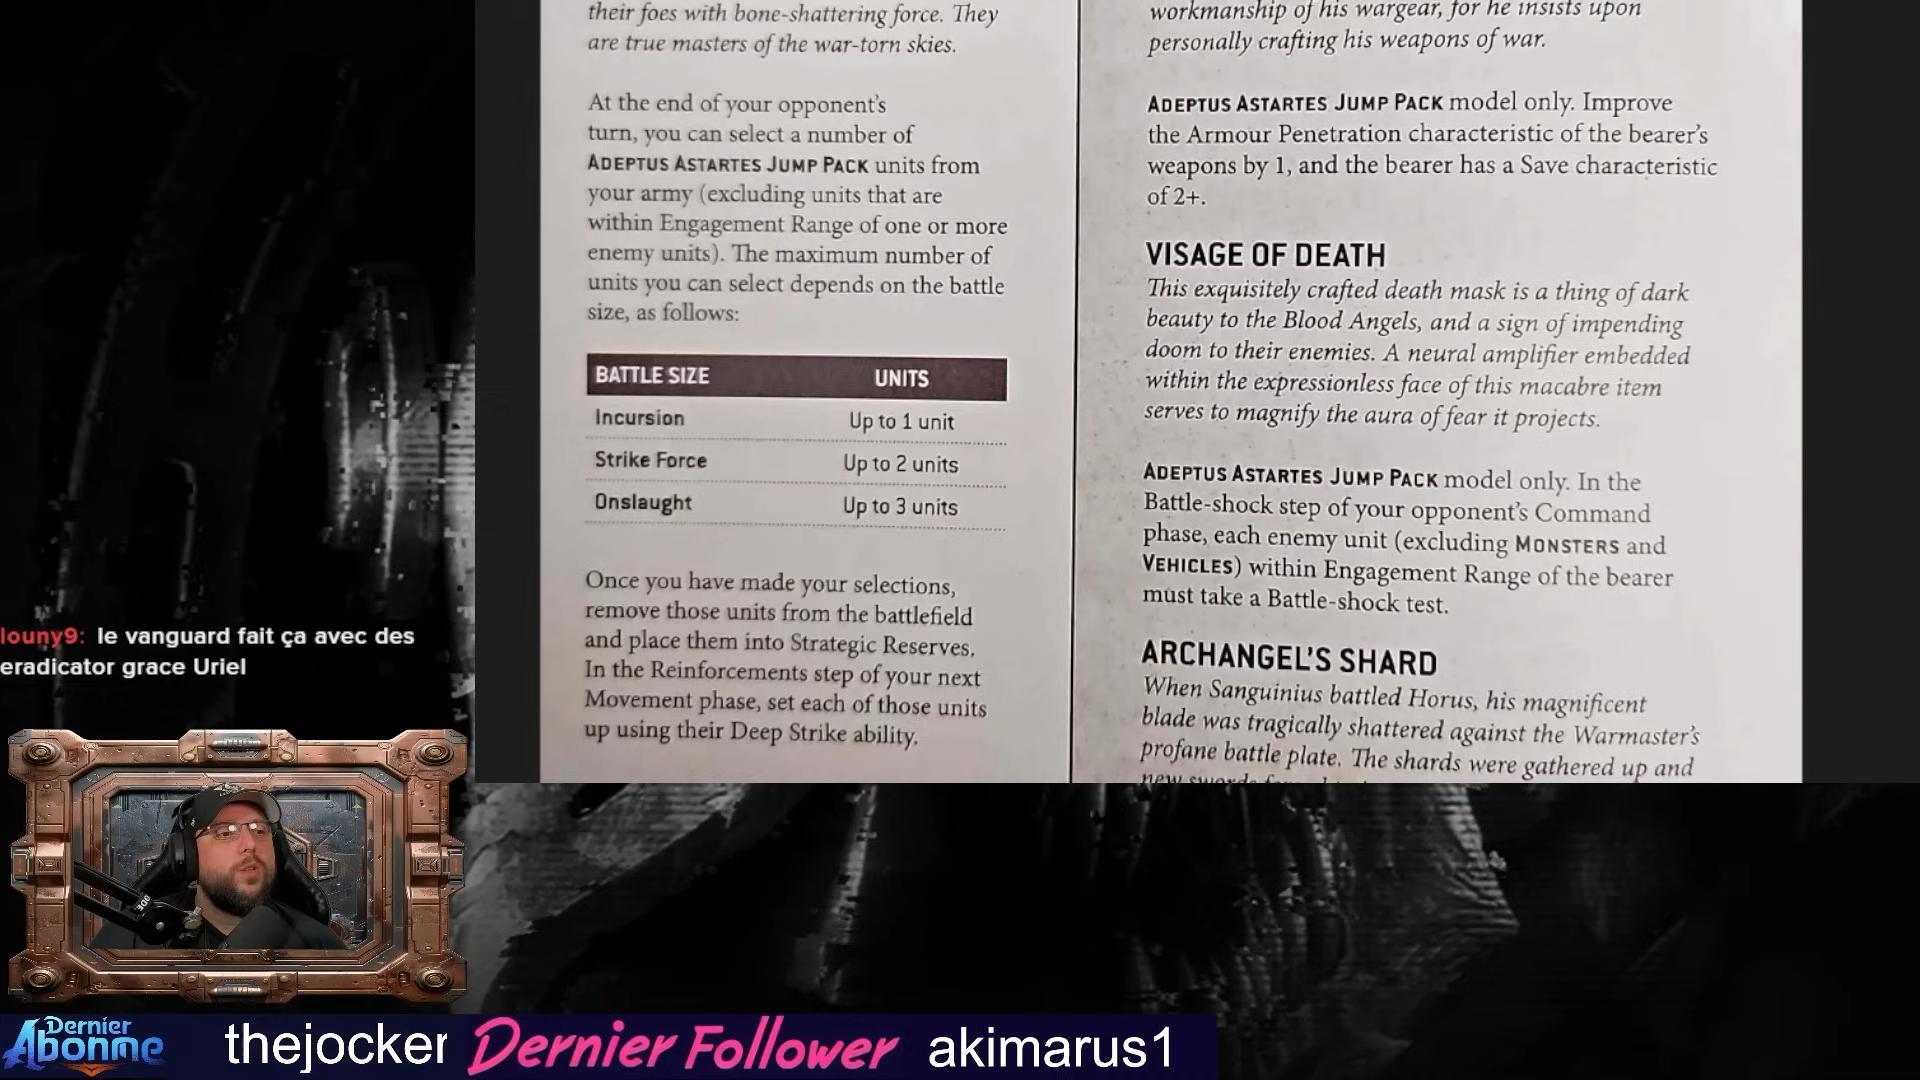 their foes with bone-shattering force. They
are true masters of the war-torn skies.
At the end of your opponent's
turn, you can select a number of
ADEPTUS ASTARTES JUMP PACK units from
your army (excluding units that are
within Engagement Range of one or more
enemy units). The maximum number of
units you can select depends on the battle
size, as follows:
BATTLE SIZE UNITS
Incursion Up to 1 unit
Strike Force Up to 2 units
Onslaught Up to 3 units
Once you have made your selections,
remove those units from the battlefield
and place them into Strategic Reserves.
In the Reinforcements step of your next
Movement phase, set each of those units
up using their Deep Strike ability.
workmanship of his wargear, for he insists upon
personally crafting his weapons of war.
ADEPTUS ASTARTES JUMP PACK model only. Improve
the Armour Penetration characteristic of the bearer's
weapons by 1, and the bearer has a Save characteristic
of 2+.
VISAGE OF DEATH
This exquisitely crafted death mask is a thing of dark
beauty to the Blood Angels, and a sign of impending
doom to their enemies. A neural amplifier embedded
within the expressionless face of this macabre item
serves to magnify the aura of fear it projects.
ADEPTUS ASTARTES JUMP PACK model only. In the
Battle-shock step of your opponent's Command
phase, each enemy unit (excluding MONSTERS and
VEHICLES) within Engagement Range of the bearer
must take a Battle-shock test.
ARCHANGEL'S SHARD
When Sanguinius battled Horus, his magnificent
blade was tragically shattered against the Warmaster's
profane battle plate. The shards were gathered up and
new swords
louny9: le vanguard fait ça avec des
eradicator grace Uriel
Dernier
Abonné
thejocker
Dernier Follower
akimarus1